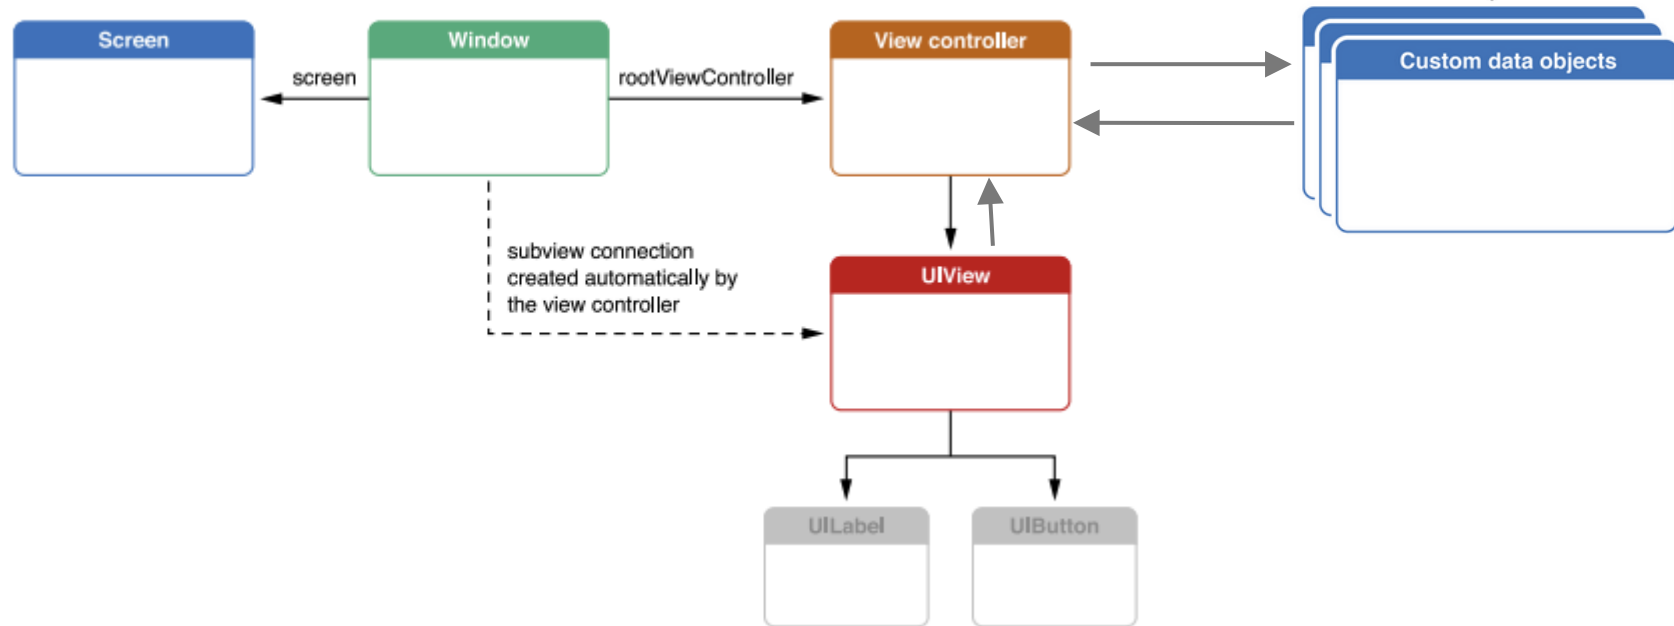 Screen
Window
View controller
Custom data objects
screen
rootViewController
subview connection
created automatically by
the view controller
UIView
UILabel
UIButton